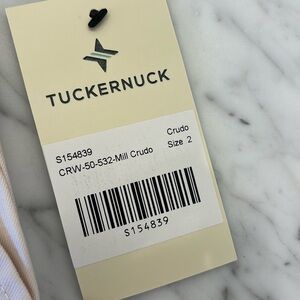 TUCKERNUCK
S154839
CRW-50-532-Mill Crudo
Crudo
Size 2
S154839